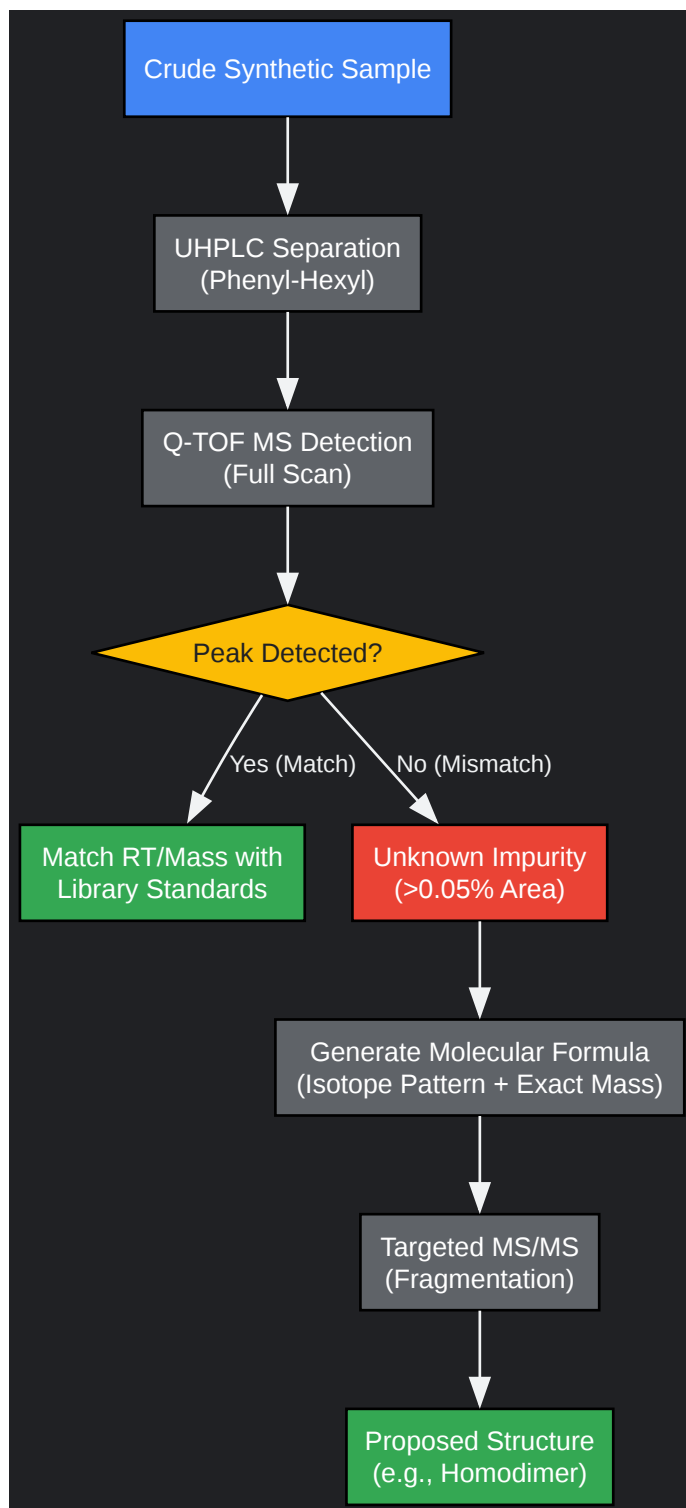 Crude Synthetic Sample
UHPLC Separation
(Phenyl-Hexyl)
Q-TOF MS Detection
(Full Scan)
Peak Detected?
Yes (Match)
No (Mismatch)
Match RT/Mass with
Library Standards
Unknown Impurity
(>0.05% Area)
Generate Molecular Formula
(Isotope Pattern + Exact Mass)
Targeted MS/MS
(Fragmentation)
Proposed Structure
(e.g., Homodimer)